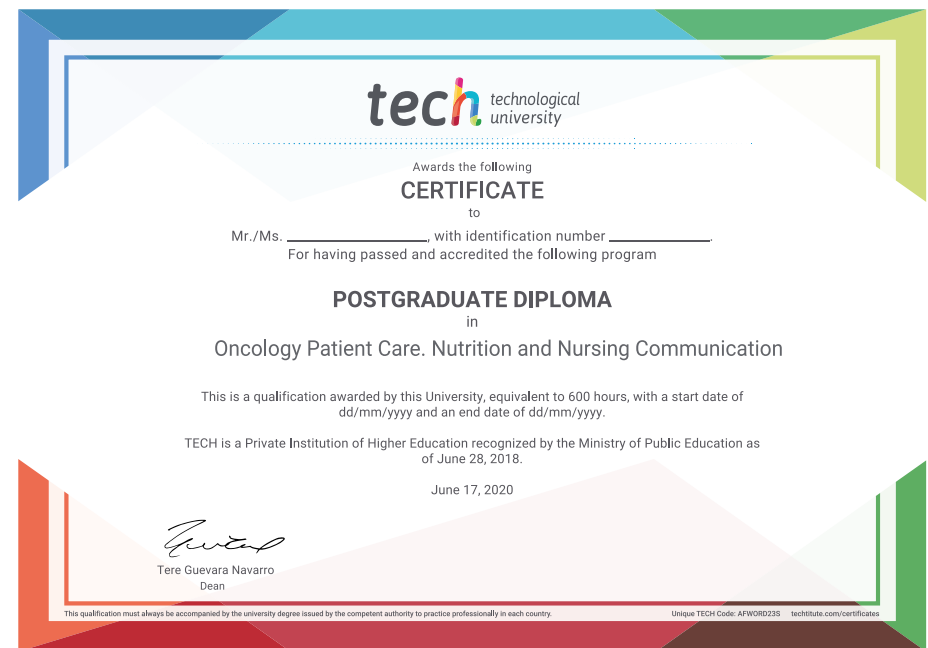 tech technological
university
Awards the following
CERTIFICATE
to
Mr./Ms. ____________, with identification number ____________.
For having passed and accredited the following program
POSTGRADUATE DIPLOMA
in
Oncology Patient Care. Nutrition and Nursing Communication
This is a qualification awarded by this University, equivalent to 600 hours, with a start date of
dd/mm/yyyy and an end date of dd/mm/yyyy.
TECH is a Private Institution of Higher Education recognized by the Ministry of Public Education as
of June 28, 2018.
June 17, 2020
Tere Guevara Navarro
Dean
This qualification must always be accompanied by the university degree issued by the competent authority to practice professionally in each country. Unique TECH Code: AFWORD23S techtitute.com/certificates